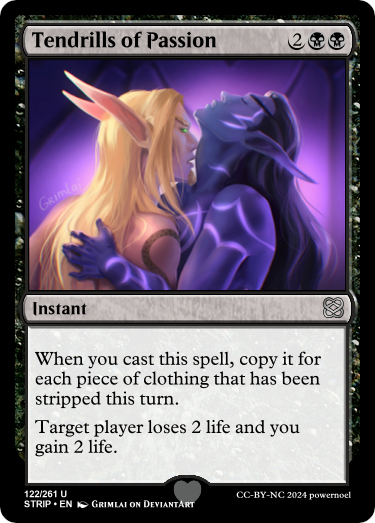 Tendrills of Passion 2
Grimlai
Instant
When you cast this spell, copy it for
each piece of clothing that has been
stripped this turn.
Target player loses 2 life and you
gain 2 life.
122/261 U
STRIP • EN Grimlai on DeviantArt
CC-BY-NC 2024 powernoel